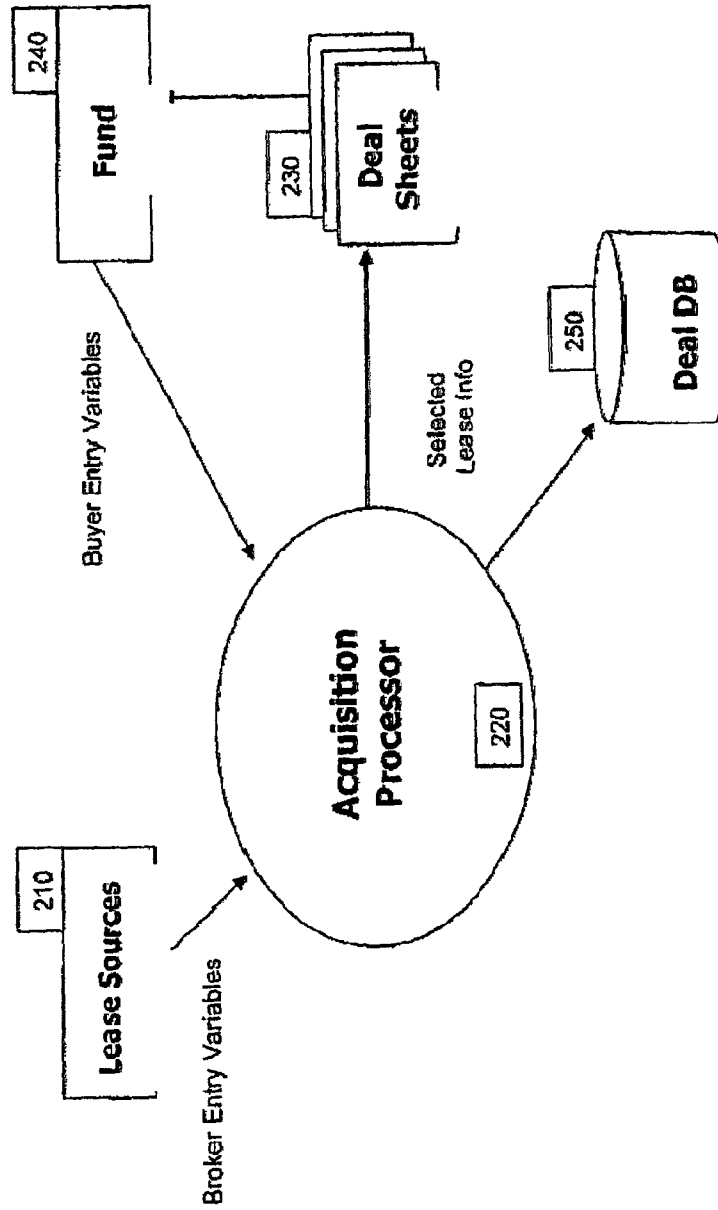 210
Lease Sources
Broker Entry Variables
Acquisition
Processor
220
Buyer Entry Variables
240
Fund
230
Deal
Sheets
Selected
Lease Info
250
Deal DB